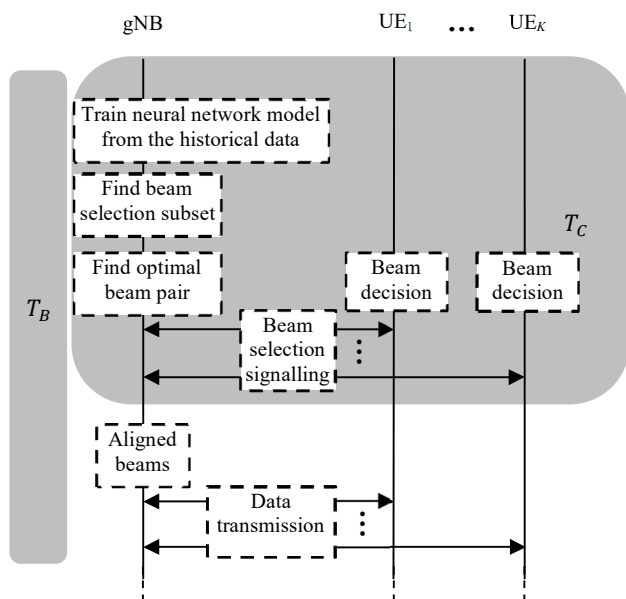 gNB
UE1
...
UEK
Train neural network model
from the historical data
Find beam
selection subset
TC
Find optimal
beam pair
Beam
decision
Beam
decision
TB
Beam
selection
signalling
Aligned
beams
Data
transmission